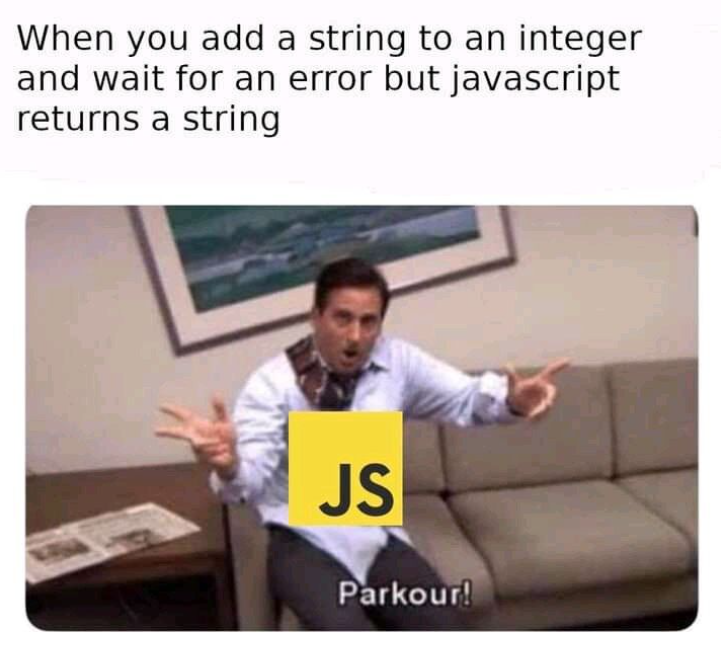 When you add a string to an integer
and wait for an error but javascript
returns a string
JS
Parkour!